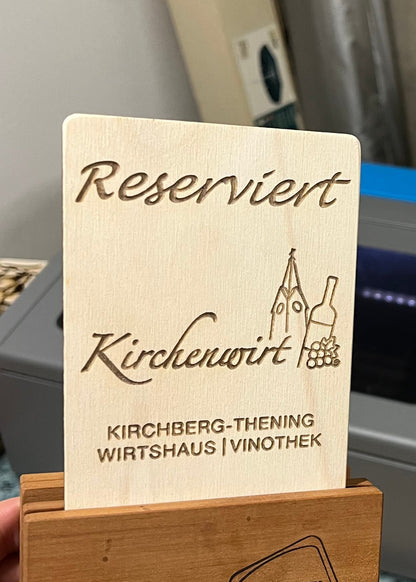 Reserviert
Kirchenwirt
KIRCHBERG-THENING
WIRTSHAUS | VINOTHEK